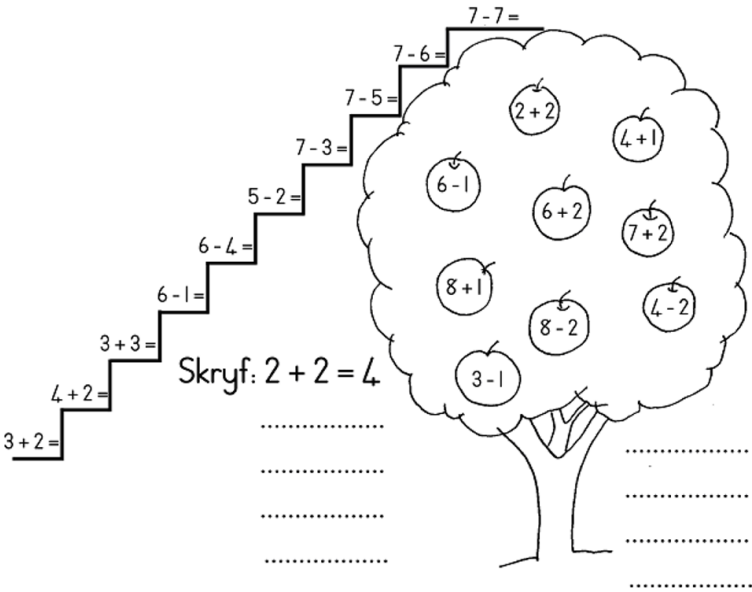 7 - 7 =
7 - 6 =
7 - 5 =
7 - 3 =
5 - 2 =
6 - 4 =
6 - 1 =
3 + 3 =
4 + 2 =
3 + 2 =
2 + 2
4 + 1
6 - 1
6 + 2
7 + 2
8 + 1
4 - 2
8 - 2
3 - 1
Skryf: 2 + 2 = 4
....................
....................
....................
....................
....................
....................
....................
....................